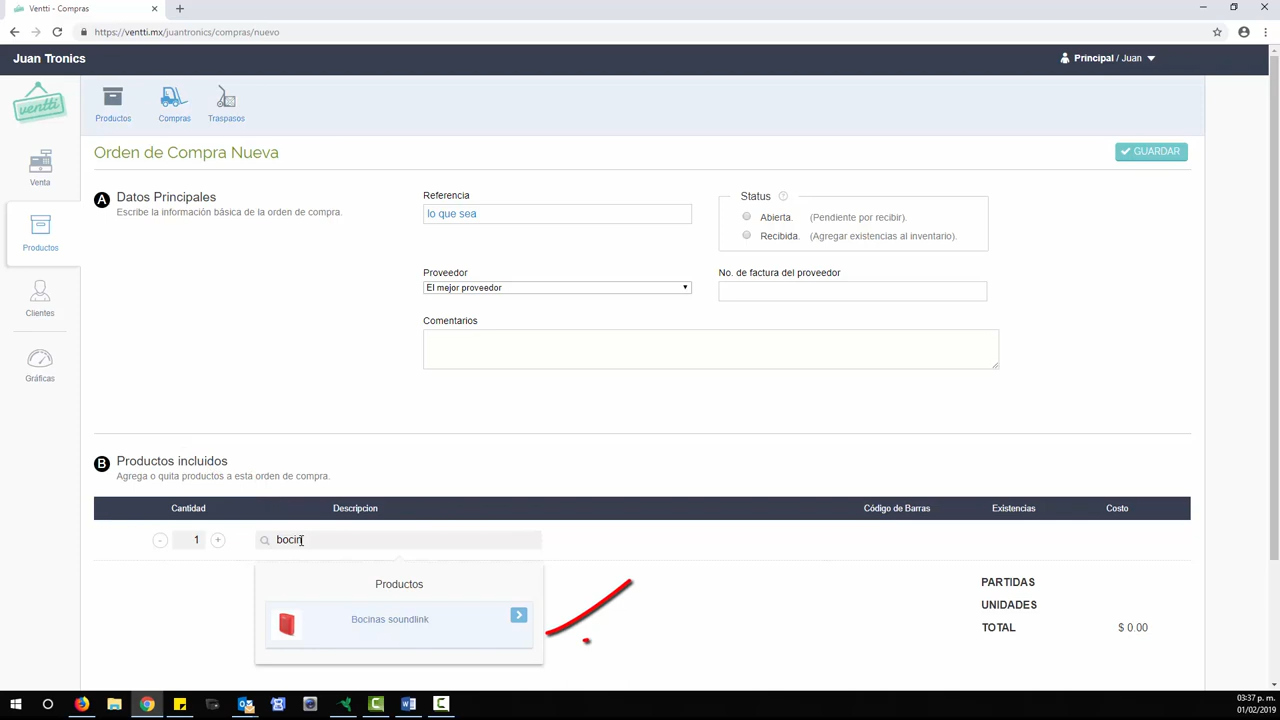 Ventti - Compras
https://ventti.mx/juantronics/compras/nuevo
Juan Tronics
Principal / Juan
ventti
Productos
Compras
Traspasos
Venta
Productos
Clientes
Gráficas
Orden de Compra Nueva
GUARDAR
A
Datos Principales
Escribe la información básica de la orden de compra.
Referencia
lo que sea
Status
?
Abierta. (Pendiente por recibir).
Recibida. (Agregar existencias al inventario).
Proveedor
El mejor proveedor
No. de factura del proveedor
Comentarios
B
Productos incluidos
Agrega o quita productos a esta orden de compra.
Cantidad Descripcion Código de Barras Existencias Costo
- 1 + bocin
Productos
Bocinas soundlink
PARTIDAS
UNIDADES
TOTAL $ 0.00
03:37 p. m.
01/02/2019